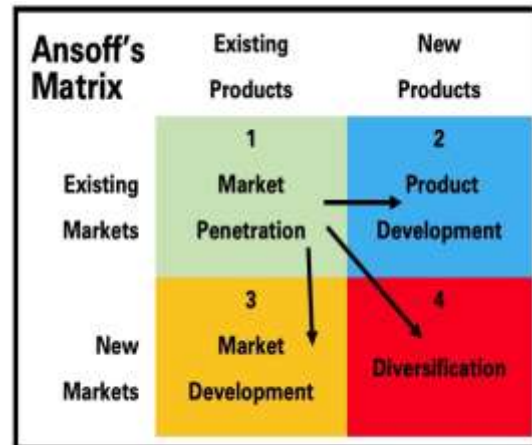 Ansoff's
Matrix
Existing
Products
New
Products
Existing
Markets
1
Market
Penetration
2
Product
Development
New
Markets
3
Market
Development
4
Diversification